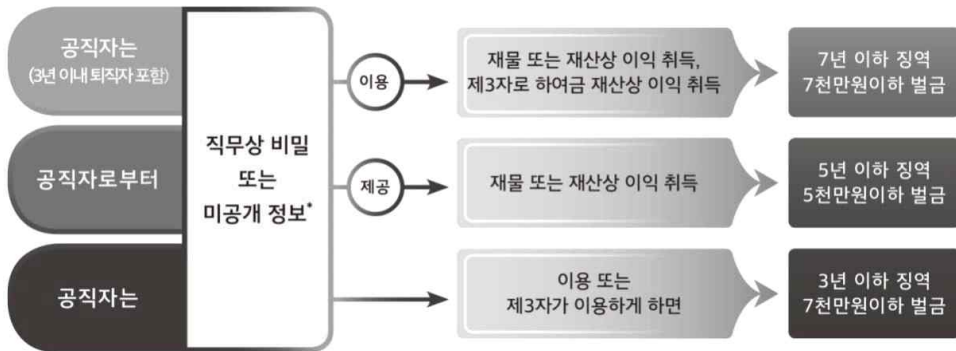 공직자는
(3년 이내 퇴직자 포함)
이용
재물 또는 재산상 이익 취득,
제3자로 하여금 재산상 이익 취득
7년 이하 징역
7천만원이하 벌금
직무상 비밀
또는
미공개 정보*
공직자로부터
제공
재물 또는 재산상 이익 취득
5년 이하 징역
5천만원이하 벌금
공직자는
이용 또는
제3자가 이용하게 하면
3년 이하 징역
7천만원이하 벌금